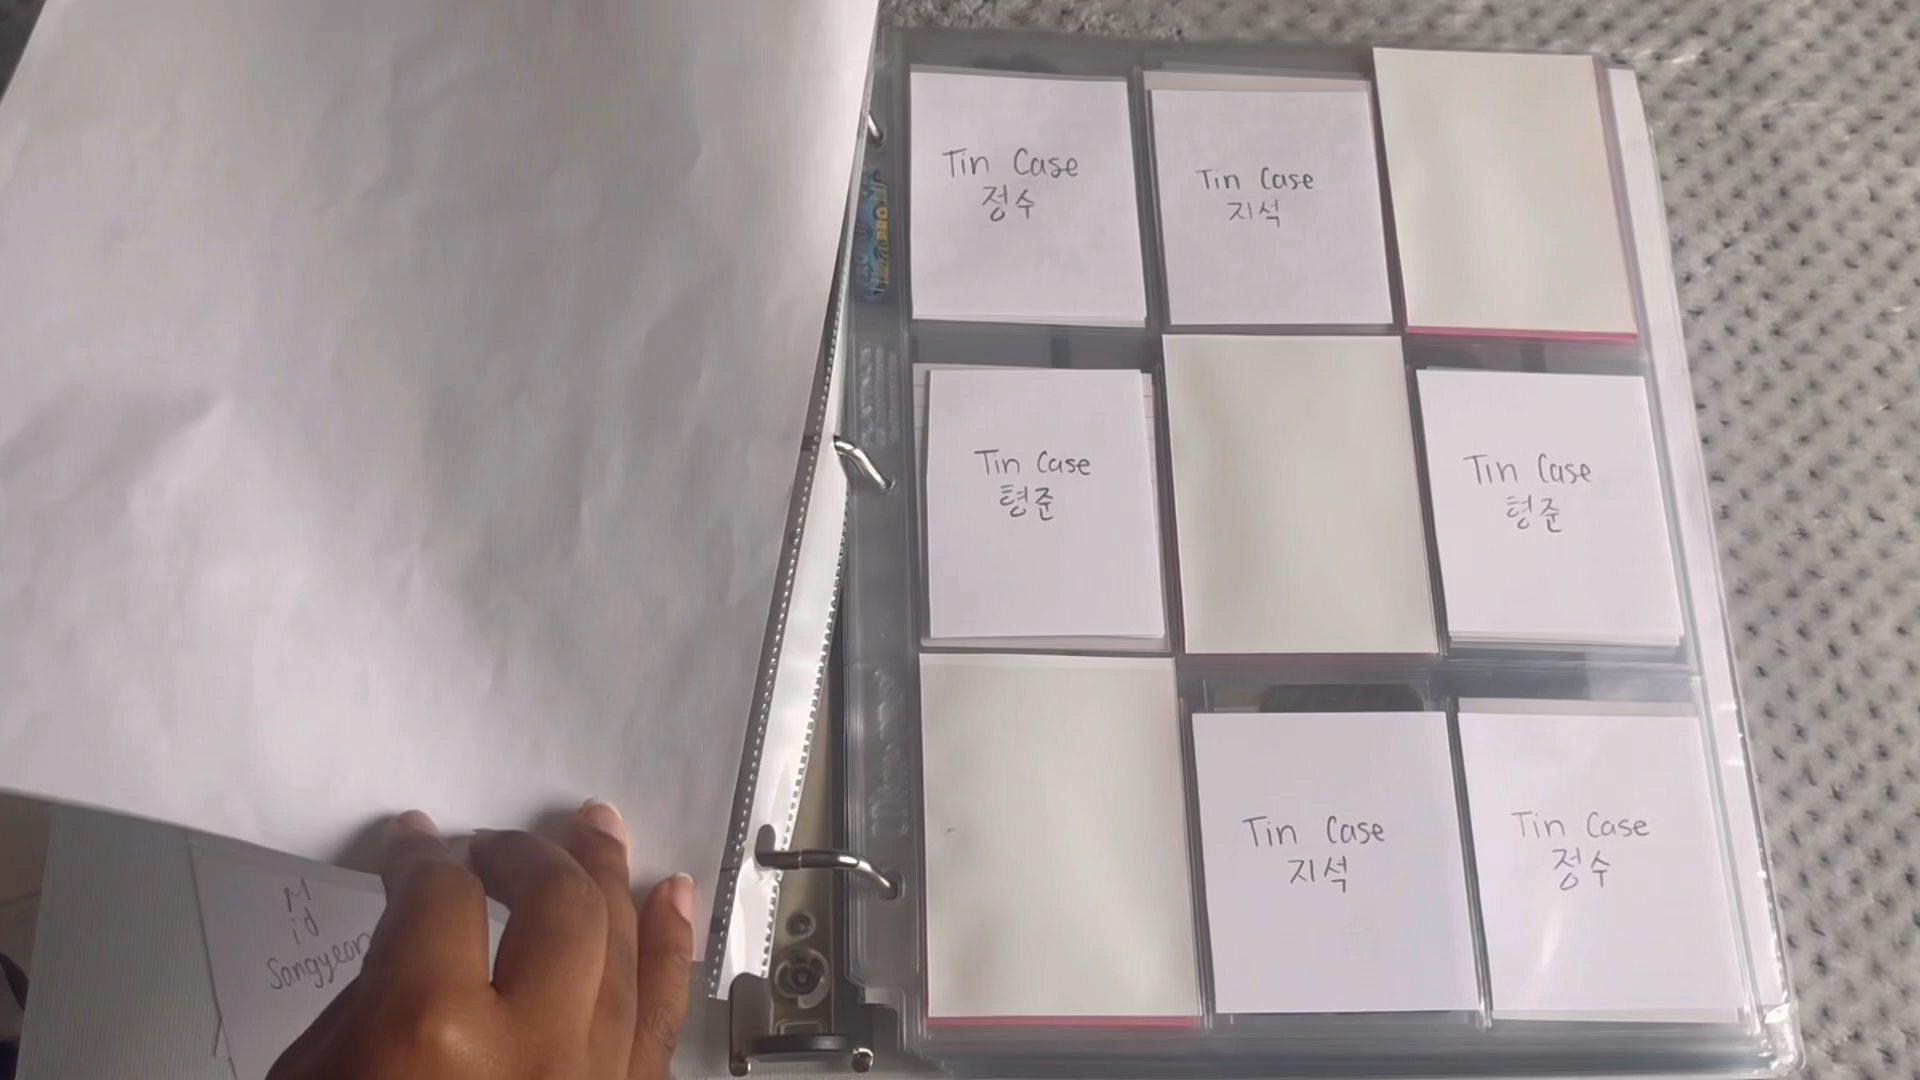 Tin Case
정수
Tin Case
지석
Tin Case
형준
Tin Case
형준
Tin Case
지석
Tin Case
정수
M
id
Sangyeon